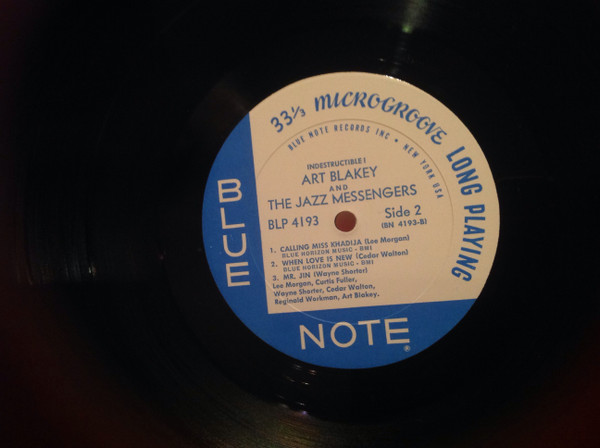 33⅓ MICROGROOVE LONG PLAYING
BLUE NOTE RECORDS INC • NEW YORK USA
INDESTRUCTIBLE!
ART BLAKEY
AND
THE JAZZ MESSENGERS
BLP 4193
Side 2
(BN 4193-B)
1. CALLING MISS KHADIJA (Lee Morgan)
BLUE HORIZON MUSIC - BMI
2. WHEN LOVE IS NEW (Cedar Walton)
BLUE HORIZON MUSIC - BMI
3. MR. JIN (Wayne Shorter)
Lee Morgan, Curtis Fuller,
Wayne Shorter, Cedar Walton,
Reginald Workman, Art Blakey.
BLUE
NOTE®